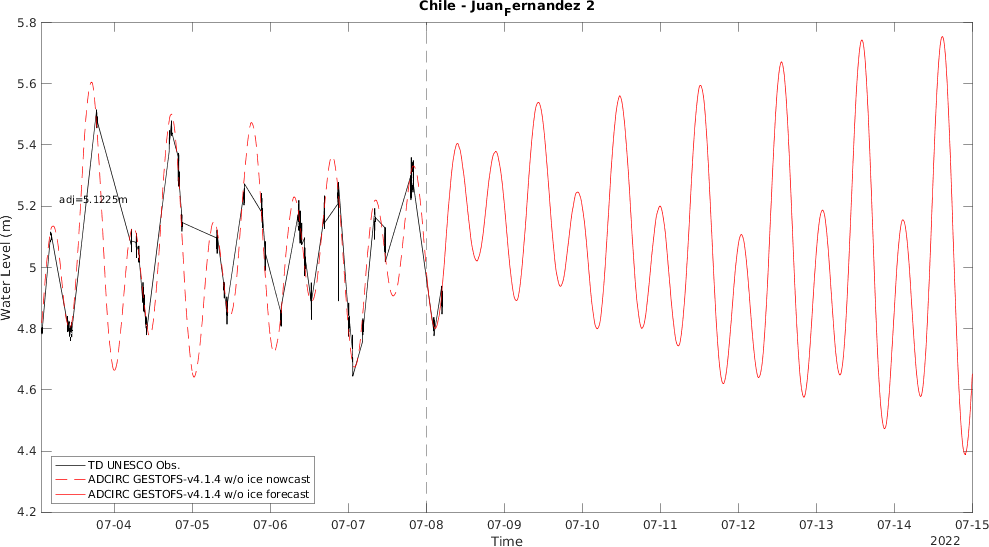 Chile - Juan_Fernandez 2
5.8
5.6
5.4
5.2
5
4.8
4.6
4.4
4.2
Water Level (m)
adj=5.1225m
TD UNESCO Obs.
ADCIRC GESTOFS-v4.1.4 w/o ice nowcast
ADCIRC GESTOFS-v4.1.4 w/o ice forecast
07-04 07-05 07-06 07-07 07-08 07-09 07-10 07-11 07-12 07-13 07-14 07-15
Time
2022